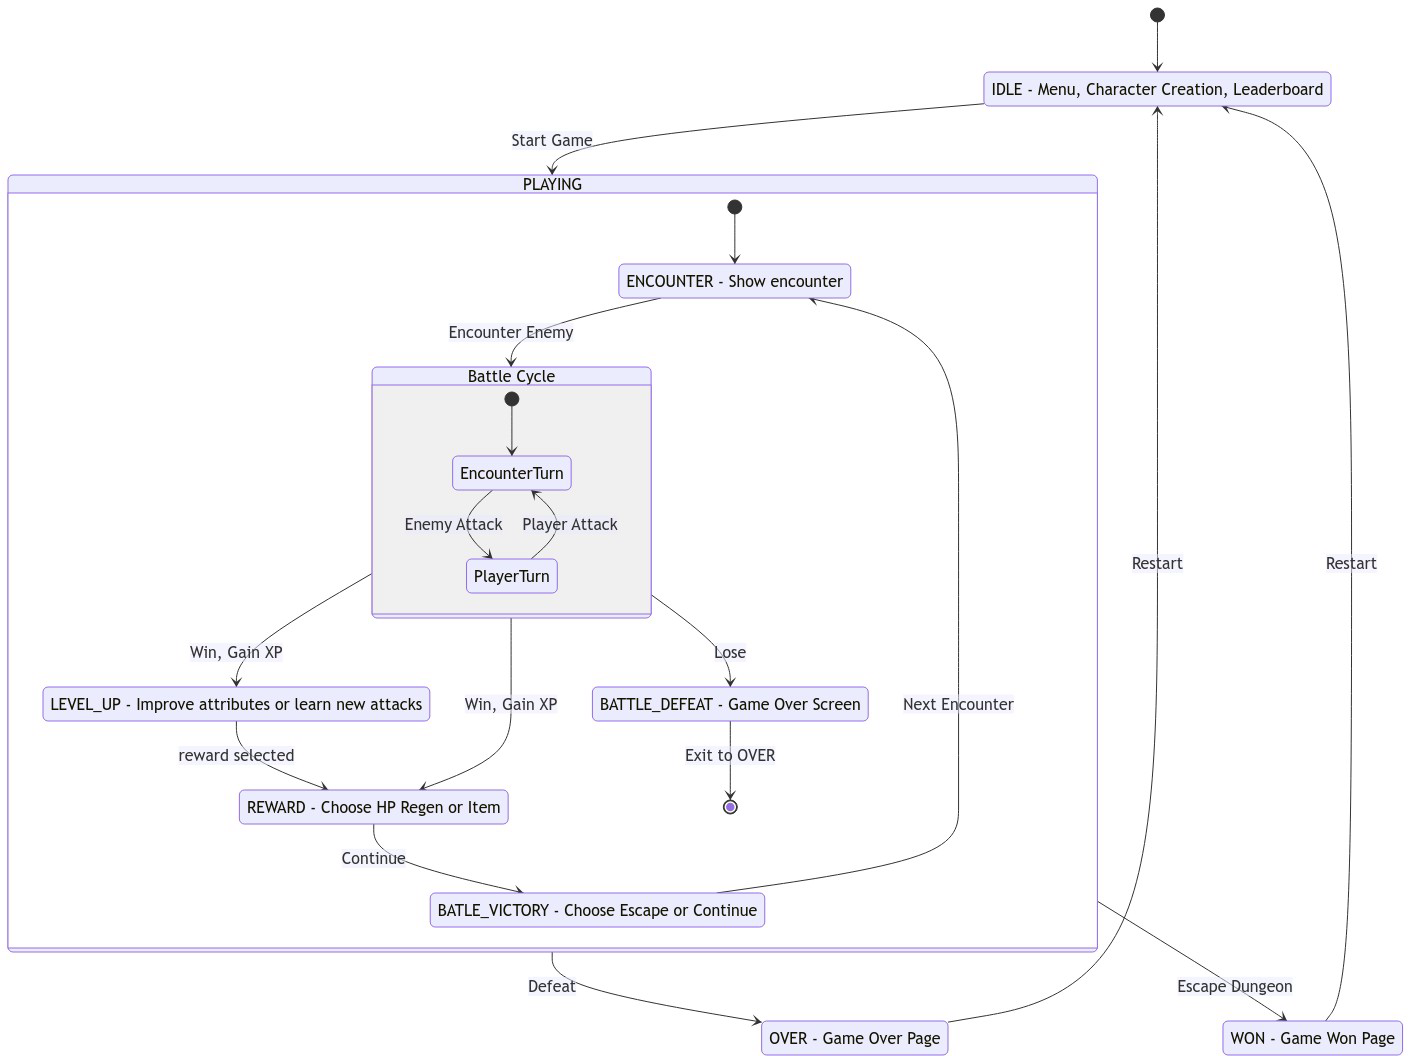 IDLE - Menu, Character Creation, Leaderboard
Start Game
PLAYING
ENCOUNTER - Show encounter
Encounter Enemy
Battle Cycle
EncounterTurn
Enemy Attack
Player Attack
PlayerTurn
Restart
Restart
Win, Gain XP
Lose
LEVEL_UP - Improve attributes or learn new attacks
Win, Gain XP
BATTLE_DEFEAT - Game Over Screen
Next Encounter
reward selected
Exit to OVER
REWARD - Choose HP Regen or Item
Continue
BATLE_VICTORY - Choose Escape or Continue
Defeat
Escape Dungeon
OVER - Game Over Page
WON - Game Won Page